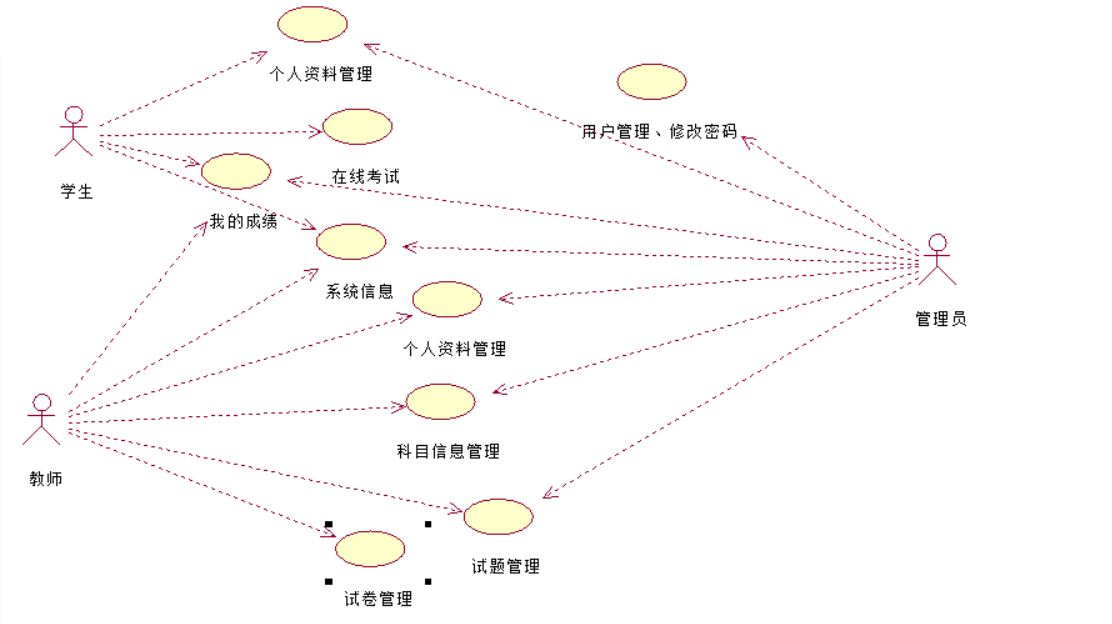 个人资料管理
用户管理、修改密码
在线考试
学生
我的成绩
系统信息
管理员
个人资料管理
科目信息管理
教师
试题管理
试卷管理